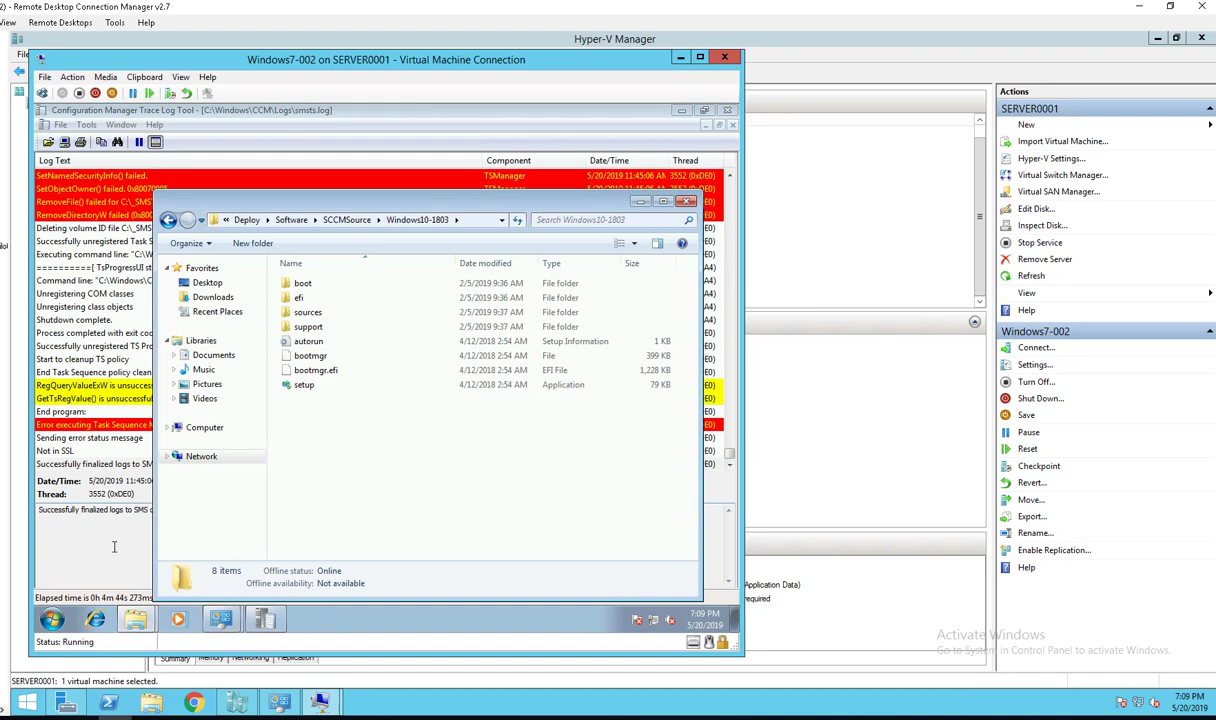 2) - Remote Desktop Connection Manager v2.7
View Remote Desktops Tools Help
Hyper-V Manager
File
Windows7-002 on SERVER0001 - Virtual Machine Connection
File Action Media Clipboard View Help
Configuration Manager Trace Log Tool - [C:\Windows\CCM\Logs\smsts.log]
File Tools Window Help
Log Text Component Date/Time Thread
SetNamedSecurityInfo() failed. TSManager 5/20/2019 11:45:06 AM 3552 (0xDE0)
SetObjectOwner() failed. 0x80070005.
RemoveFile() failed for C:\_SMS
RemoveDirectoryW failed (0x800
Deleting volume ID file C:\_SMS
Successfully unregistered Task S
Executing command line: "C:\W
==========[ TsProgressUI st
Command line: "C:\Windows\C
Unregistering COM classes
Unregistering class objects
Shutdown complete.
Process completed with exit cod
Successfully unregistered TS Pro
Start to cleanup TS policy
End Task Sequence policy clean
RegQueryValueExW is unsuccess
GetTsRegValue() is unsuccessful
End program:
Error executing Task Sequence M
Sending error status message
Not in SSL
Successfully finalized logs to SM
Date/Time: 5/20/2019 11:45:0
Thread: 3552 (0xDE0)
Successfully finalized logs to SMS c
Elapsed time is 0h 4m 44s 273ms
« Deploy Software SCCMSource Windows10-1803 Search Windows10-1803
Organize New folder
Favorites
Desktop
Downloads
Recent Places
Libraries
Documents
Music
Pictures
Videos
Computer
Network
Name Date modified Type Size
boot 2/5/2019 9:36 AM File folder
efi 2/5/2019 9:36 AM File folder
sources 2/5/2019 9:37 AM File folder
support 2/5/2019 9:37 AM File folder
autorun 4/12/2018 2:54 AM Setup Information 1 KB
bootmgr 4/12/2018 2:54 AM File 399 KB
bootmgr.efi 4/12/2018 2:54 AM EFI File 1,228 KB
setup 4/12/2018 2:54 AM Application 79 KB
8 items Offline status: Online
Offline availability: Not available
7:09 PM
5/20/2019
Status: Running
Summary Memory Networking Replication
Application Data)
required
Actions
SERVER0001
New
Import Virtual Machine...
Hyper-V Settings...
Virtual Switch Manager...
Virtual SAN Manager...
Edit Disk...
Inspect Disk...
Stop Service
Remove Server
Refresh
View
Help
Windows7-002
Connect...
Settings...
Turn Off...
Shut Down...
Save
Pause
Reset
Checkpoint
Revert...
Move...
Export...
Rename...
Enable Replication...
Help
Activate Windows
Go to System in Control Panel to activate Windows.
SERVER0001: 1 virtual machine selected.
7:09 PM
5/20/2019